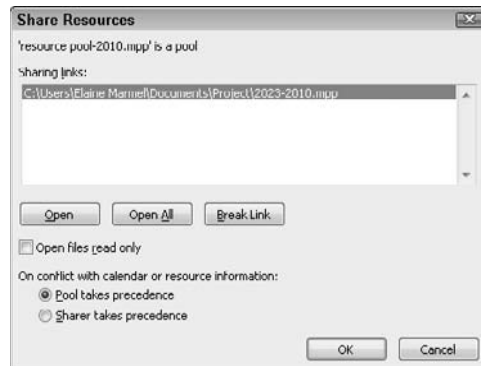 Share Resources
'resource pool-2010.mpp' is a pool
Sharing links:
C:\Users\Elaine Marmel\Documents\Project\2023-2010.mpp
Open
Open All
Break Link
Open files read only
On conflict with calendar or resource information:
Pool takes precedence
Sharer takes precedence
OK
Cancel